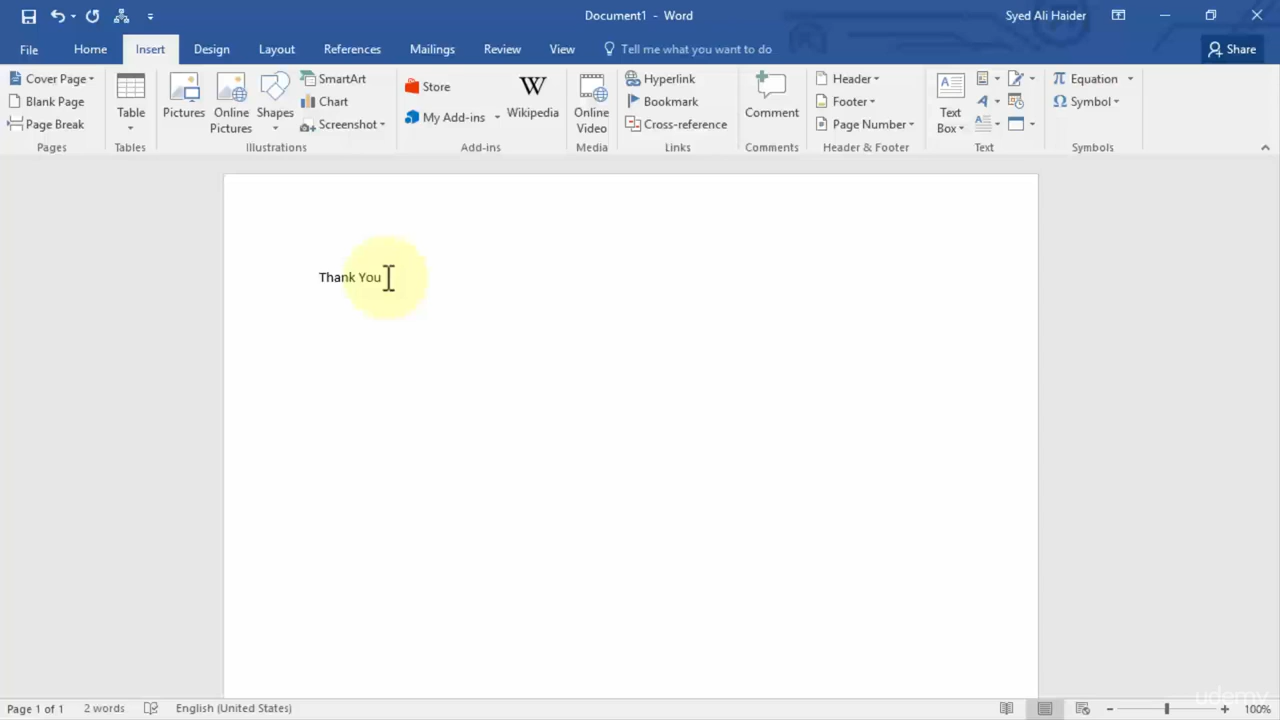 Document1 - Word
Syed Ali Haider
File Home Insert Design Layout References Mailings Review View Tell me what you want to do Share
Cover Page
Blank Page
Page Break
Pages
Table
Tables
Pictures
Online Pictures
Shapes
SmartArt
Chart
Screenshot
Illustrations
Store
My Add-ins
W
Wikipedia
Add-ins
Online Video
Media
Hyperlink
Bookmark
Cross-reference
Links
Comment
Comments
Header
Footer
Page Number
Header & Footer
A
Text Box
A
Text
π Equation
Ω Symbol
Symbols
Thank You
Page 1 of 1 2 words English (United States) 100%
udemy